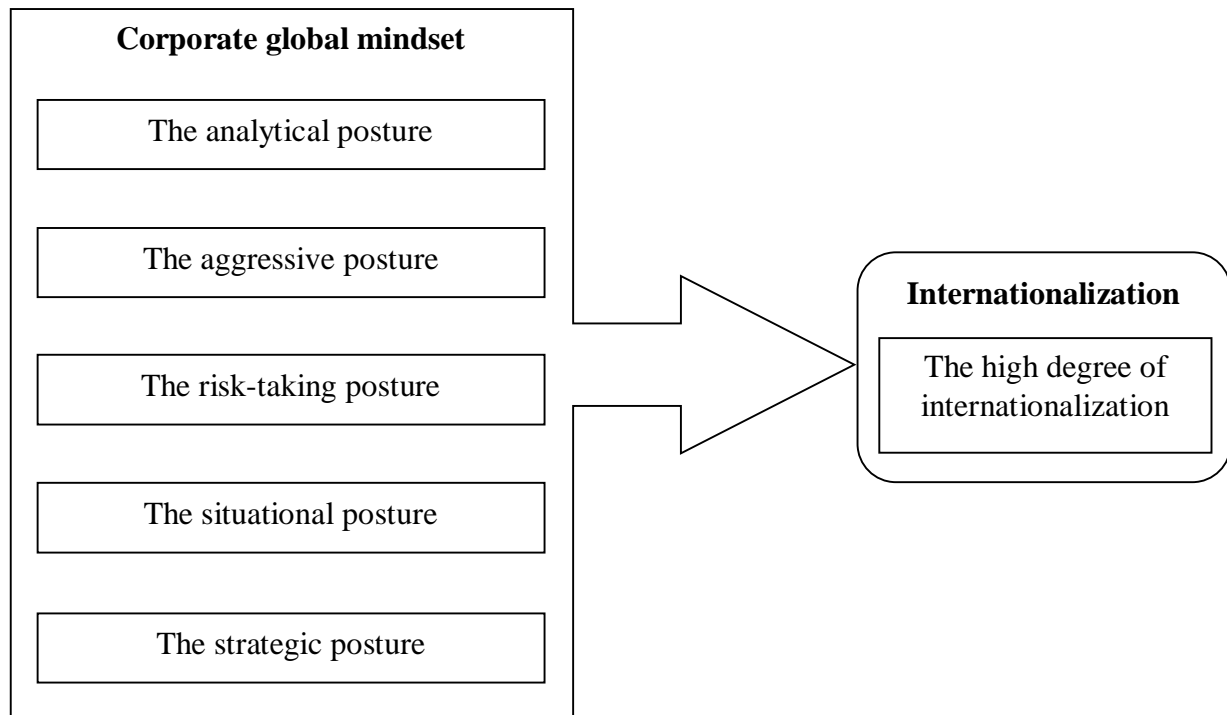 Corporate global mindset
The analytical posture
The aggressive posture
The risk-taking posture
The situational posture
The strategic posture
Internationalization
The high degree of
internationalization